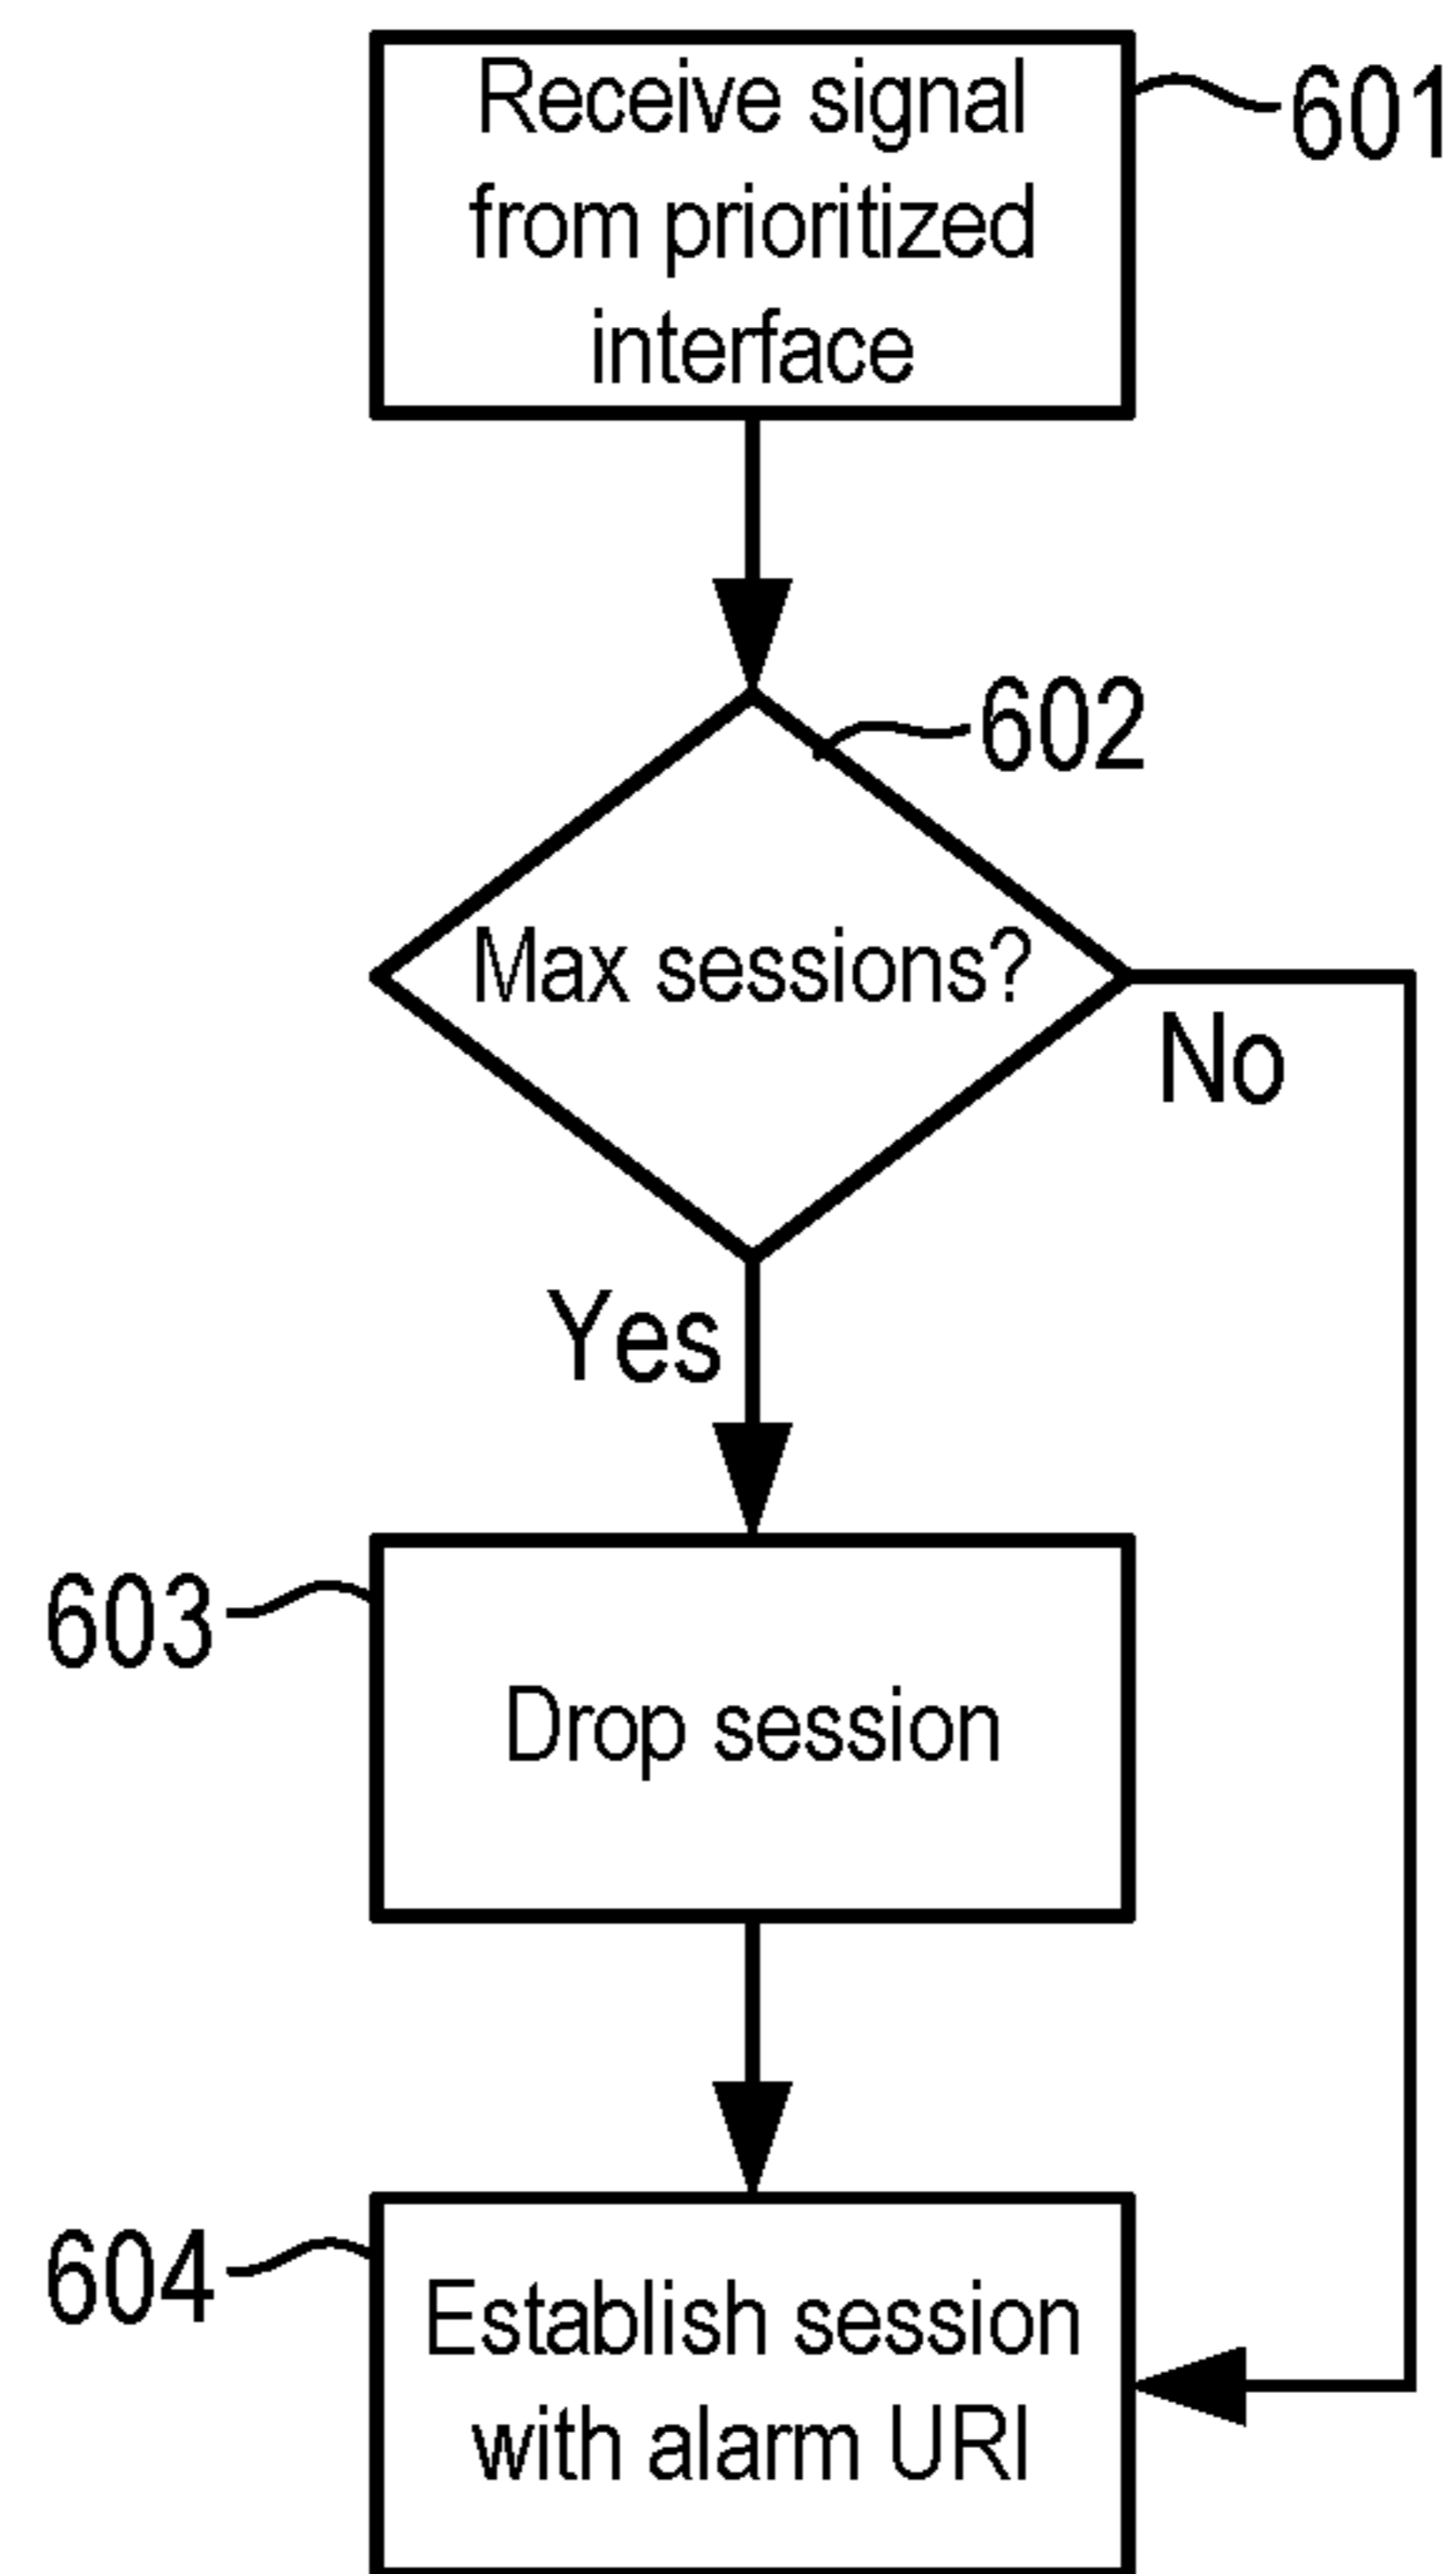 Receive signal
from prioritized
interface
601
602
Max sessions?
No
Yes
603
Drop session
604
Establish session
with alarm URI